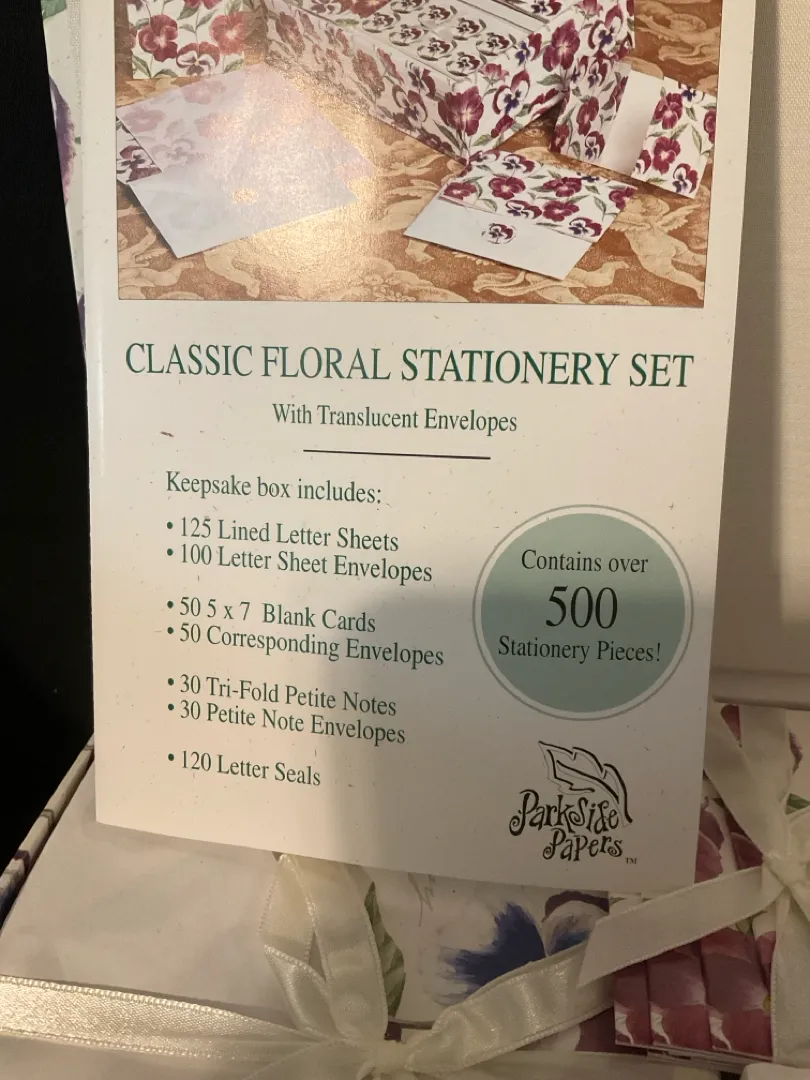 CLASSIC FLORAL STATIONERY SET
With Translucent Envelopes
Keepsake box includes:
• 125 Lined Letter Sheets
• 100 Letter Sheet Envelopes
• 50 5 x 7 Blank Cards
• 50 Corresponding Envelopes
• 30 Tri-Fold Petite Notes
• 30 Petite Note Envelopes
• 120 Letter Seals
Contains over
500
Stationery Pieces!
ParkSide
Papers™